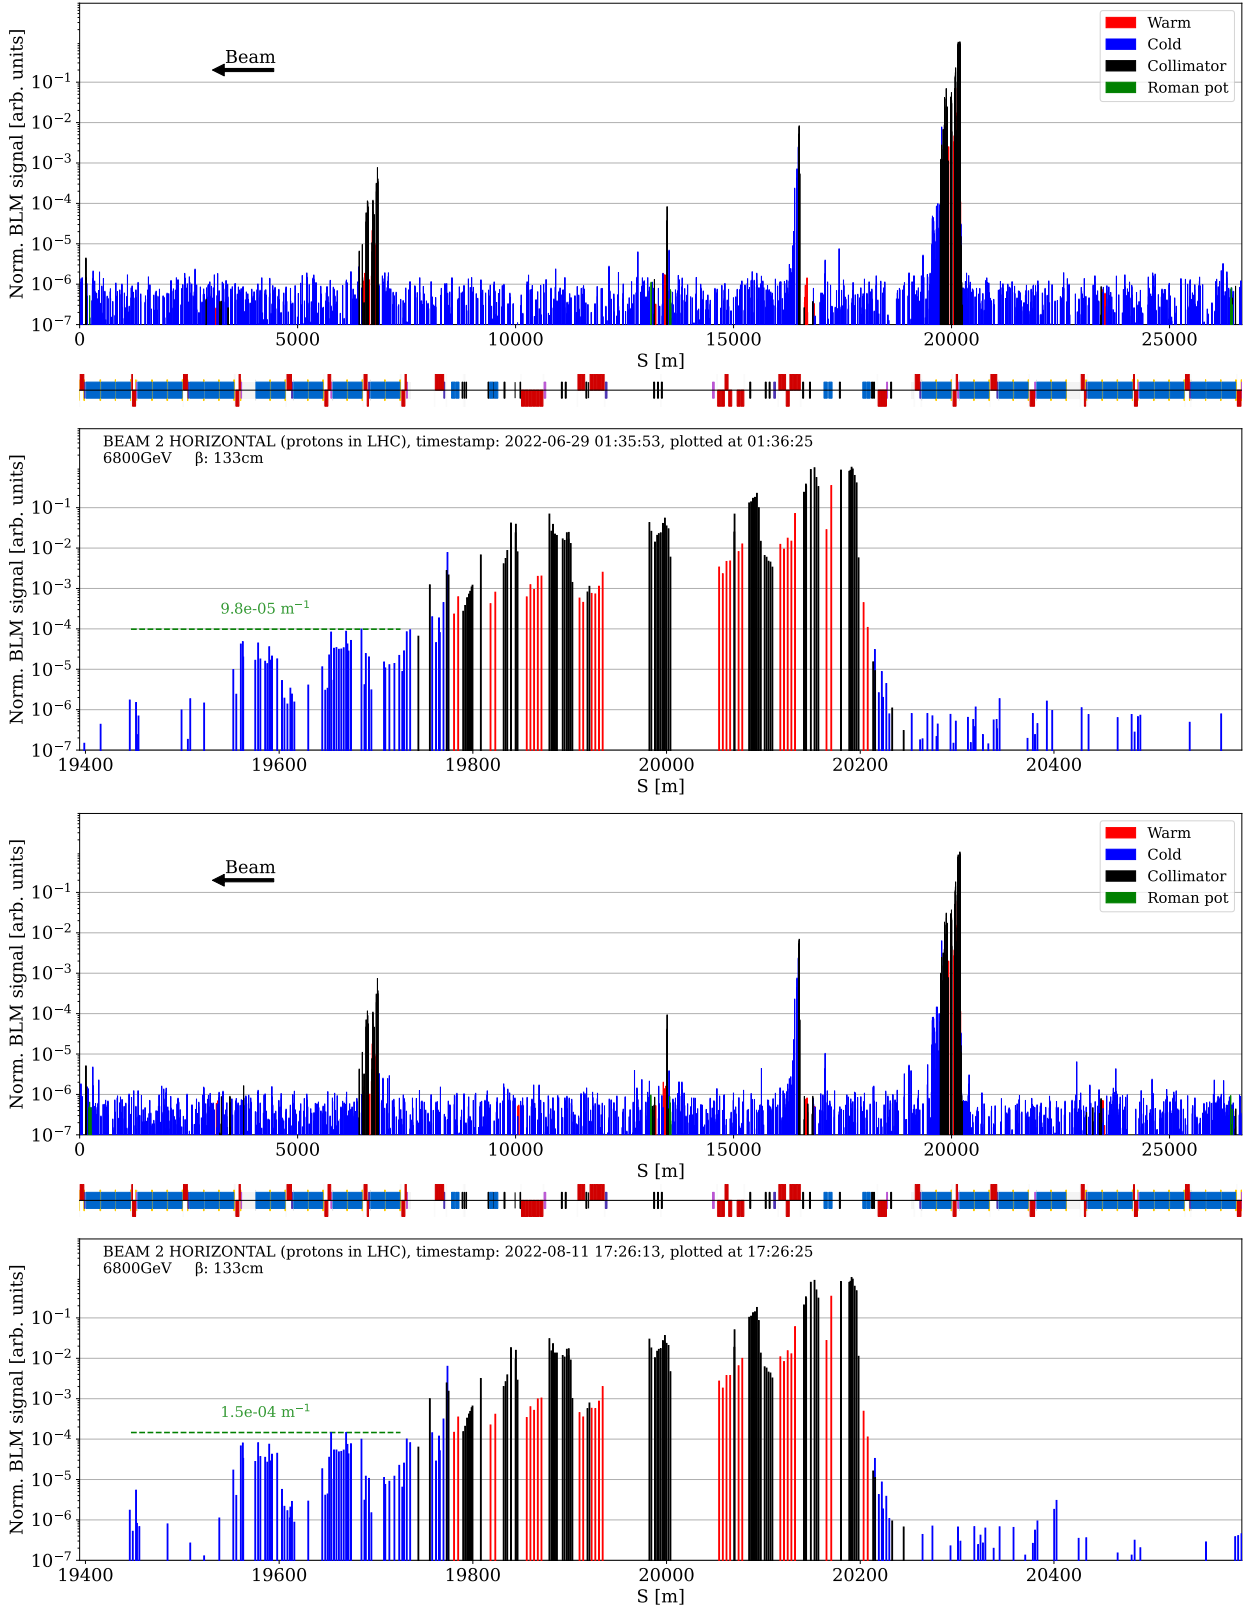 Norm. BLM signal [arb. units]
Beam
Warm
Cold
Collimator
Roman pot
10⁻¹
10⁻²
10⁻³
10⁻⁴
10⁻⁵
10⁻⁶
10⁻⁷
0 5000 10000 15000 20000 25000
S [m]
BEAM 2 HORIZONTAL (protons in LHC), timestamp: 2022-06-29 01:35:53, plotted at 01:36:25
6800GeV β: 133cm
Norm. BLM signal [arb. units]
10⁻¹
10⁻²
10⁻³
9.8e-05 m⁻¹
10⁻⁴
10⁻⁵
10⁻⁶
10⁻⁷
19400 19600 19800 20000 20200 20400
S [m]
Norm. BLM signal [arb. units]
Beam
Warm
Cold
Collimator
Roman pot
10⁻¹
10⁻²
10⁻³
10⁻⁴
10⁻⁵
10⁻⁶
10⁻⁷
0 5000 10000 15000 20000 25000
S [m]
BEAM 2 HORIZONTAL (protons in LHC), timestamp: 2022-08-11 17:26:13, plotted at 17:26:25
6800GeV β: 133cm
Norm. BLM signal [arb. units]
10⁻¹
10⁻²
10⁻³
1.5e-04 m⁻¹
10⁻⁴
10⁻⁵
10⁻⁶
10⁻⁷
19400 19600 19800 20000 20200 20400
S [m]